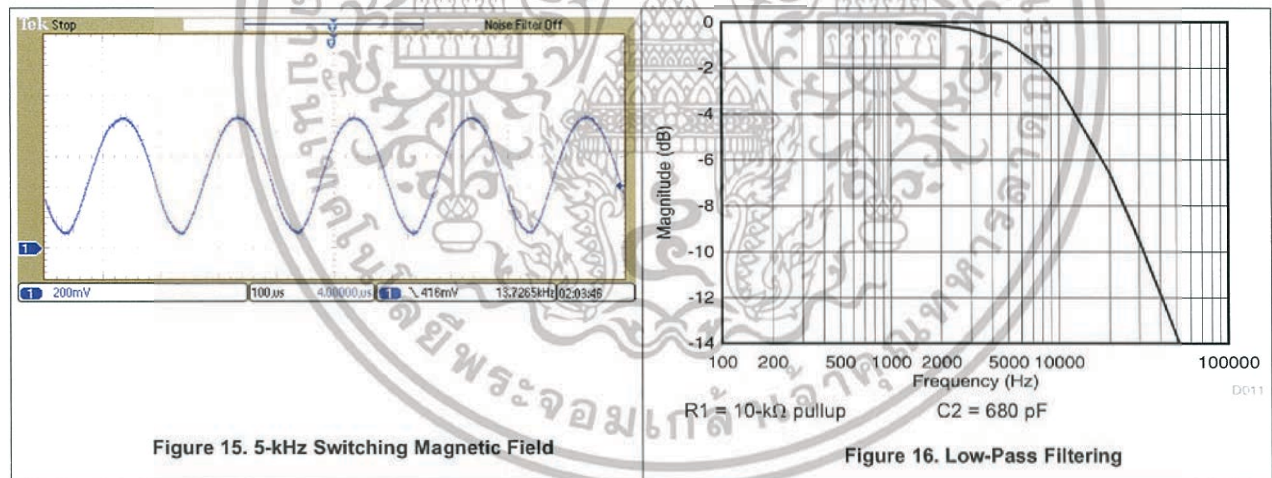 Tek Stop Noise Filter Off
1
1 200mV 100µs 4.00000µs 1 416mV 13.7265kHz 02:03:46
Figure 15. 5-kHz Switching Magnetic Field
0
-2
-4
-6
-8
-10
-12
-14
Magnitude (dB)
100 200 500 1000 2000 5000 10000 100000
Frequency (Hz)
D011
R1 = 10-kΩ pullup C2 = 680 pF
Figure 16. Low-Pass Filtering